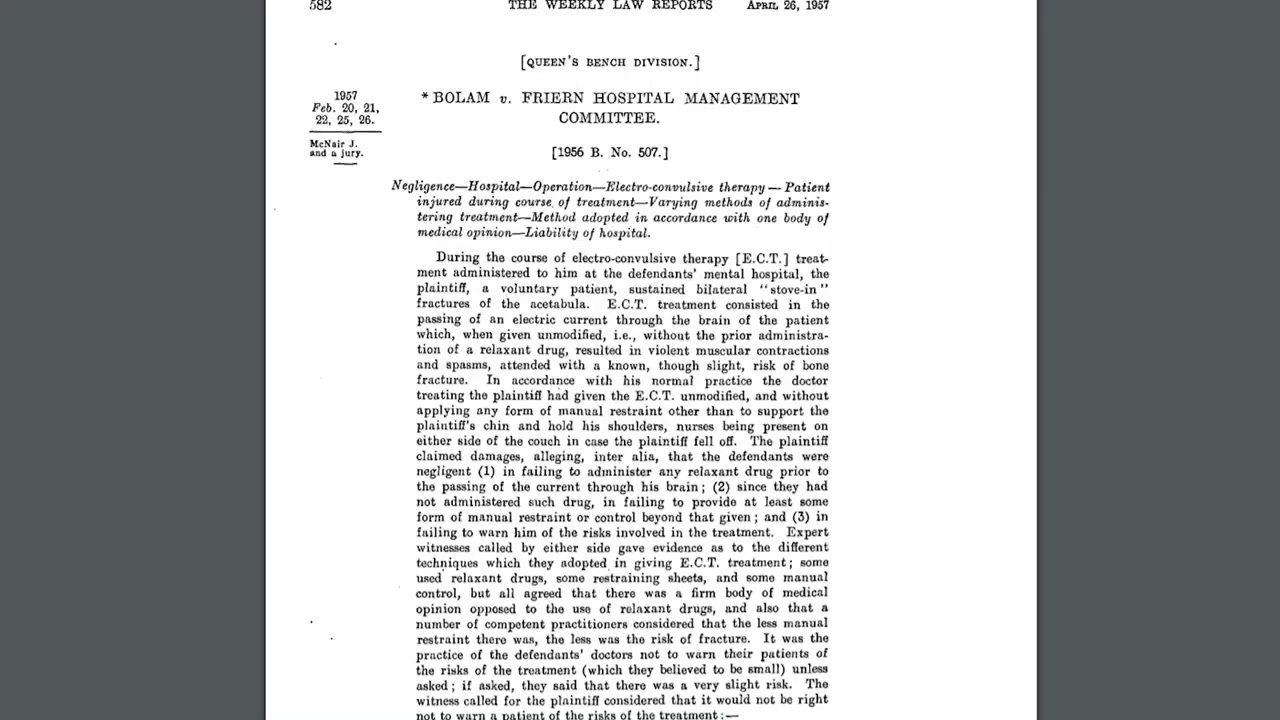 582 THE WEEKLY LAW REPORTS APRIL 26, 1957
[QUEEN'S BENCH DIVISION.]
1957
Feb. 20, 21,
22, 25, 26.
McNair J.
and a jury.
* BOLAM v. FRIERN HOSPITAL MANAGEMENT
COMMITTEE.
[1956 B. No. 507.]
Negligence—Hospital—Operation—Electro-convulsive therapy — Patient
injured during course of treatment—Varying methods of adminis-
tering treatment—Method adopted in accordance with one body of
medical opinion—Liability of hospital.
During the course of electro-convulsive therapy [E.C.T.] treat-
ment administered to him at the defendants' mental hospital, the
plaintiff, a voluntary patient, sustained bilateral "stove-in"
fractures of the acetabula. E.C.T. treatment consisted in the
passing of an electric current through the brain of the patient
which, when given unmodified, i.e., without the prior administra-
tion of a relaxant drug, resulted in violent muscular contractions
and spasms, attended with a known, though slight, risk of bone
fracture. In accordance with his normal practice the doctor
treating the plaintiff had given the E.C.T. unmodified, and without
applying any form of manual restraint other than to support the
plaintiff's chin and hold his shoulders, nurses being present on
either side of the couch in case the plaintiff fell off. The plaintiff
claimed damages, alleging, inter alia, that the defendants were
negligent (1) in failing to administer any relaxant drug prior to
the passing of the current through his brain; (2) since they had
not administered such drug, in failing to provide at least some
form of manual restraint or control beyond that given; and (3) in
failing to warn him of the risks involved in the treatment. Expert
witnesses called by either side gave evidence as to the different
techniques which they adopted in giving E.C.T. treatment; some
used relaxant drugs, some restraining sheets, and some manual
control, but all agreed that there was a firm body of medical
opinion opposed to the use of relaxant drugs, and also that a
number of competent practitioners considered that the less manual
restraint there was, the less was the risk of fracture. It was the
practice of the defendants' doctors not to warn their patients of
the risks of the treatment (which they believed to be small) unless
asked; if asked, they said that there was a very slight risk. The
witness called for the plaintiff considered that it would not be right
not to warn a patient of the risks of the treatment:—